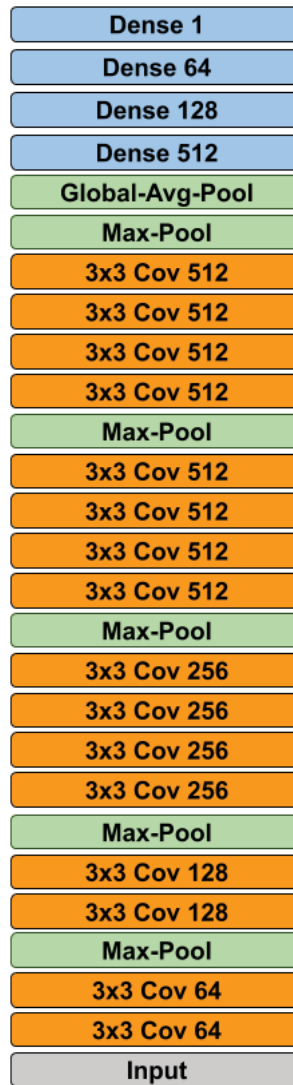 Dense 1
Dense 64
Dense 128
Dense 512
Global-Avg-Pool
Max-Pool
3x3 Cov 512
3x3 Cov 512
3x3 Cov 512
3x3 Cov 512
Max-Pool
3x3 Cov 512
3x3 Cov 512
3x3 Cov 512
3x3 Cov 512
Max-Pool
3x3 Cov 256
3x3 Cov 256
3x3 Cov 256
3x3 Cov 256
Max-Pool
3x3 Cov 128
3x3 Cov 128
Max-Pool
3x3 Cov 64
3x3 Cov 64
Input